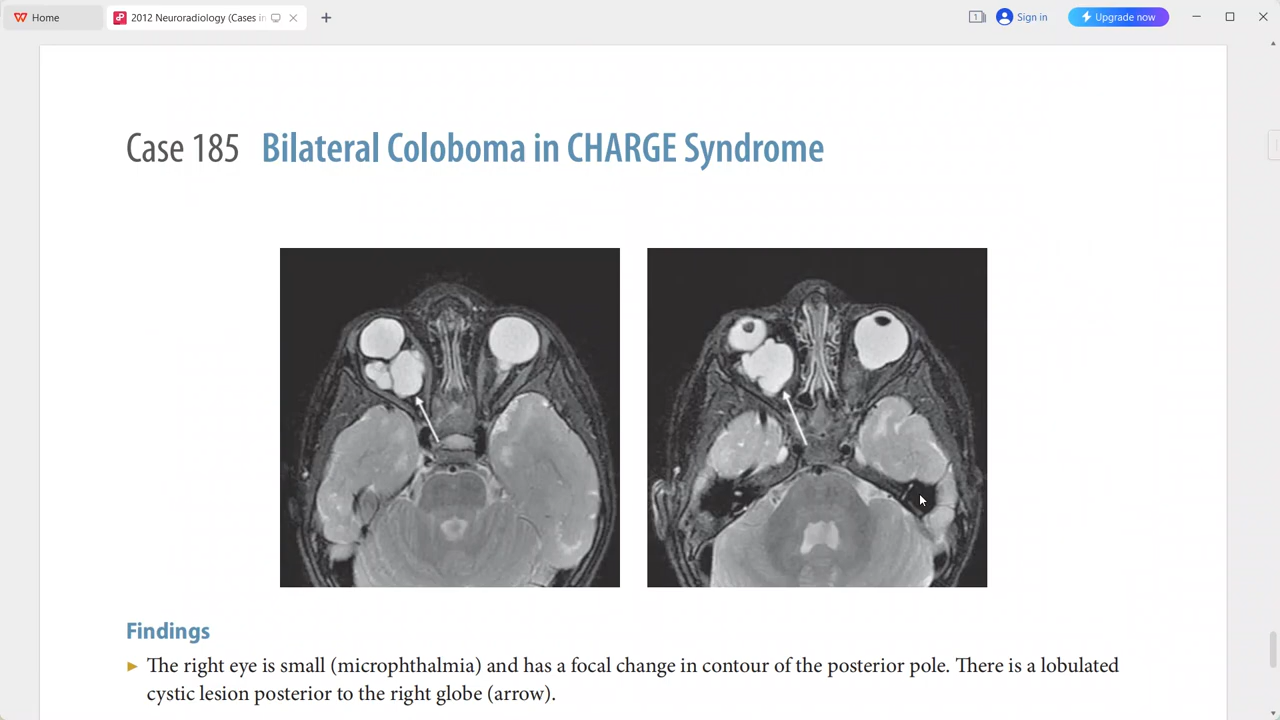 Home
2012 Neuroradiology (Cases in
1
Sign in
Upgrade now
Case 185 Bilateral Coloboma in CHARGE Syndrome
Findings
► The right eye is small (microphthalmia) and has a focal change in contour of the posterior pole. There is a lobulated
cystic lesion posterior to the right globe (arrow).